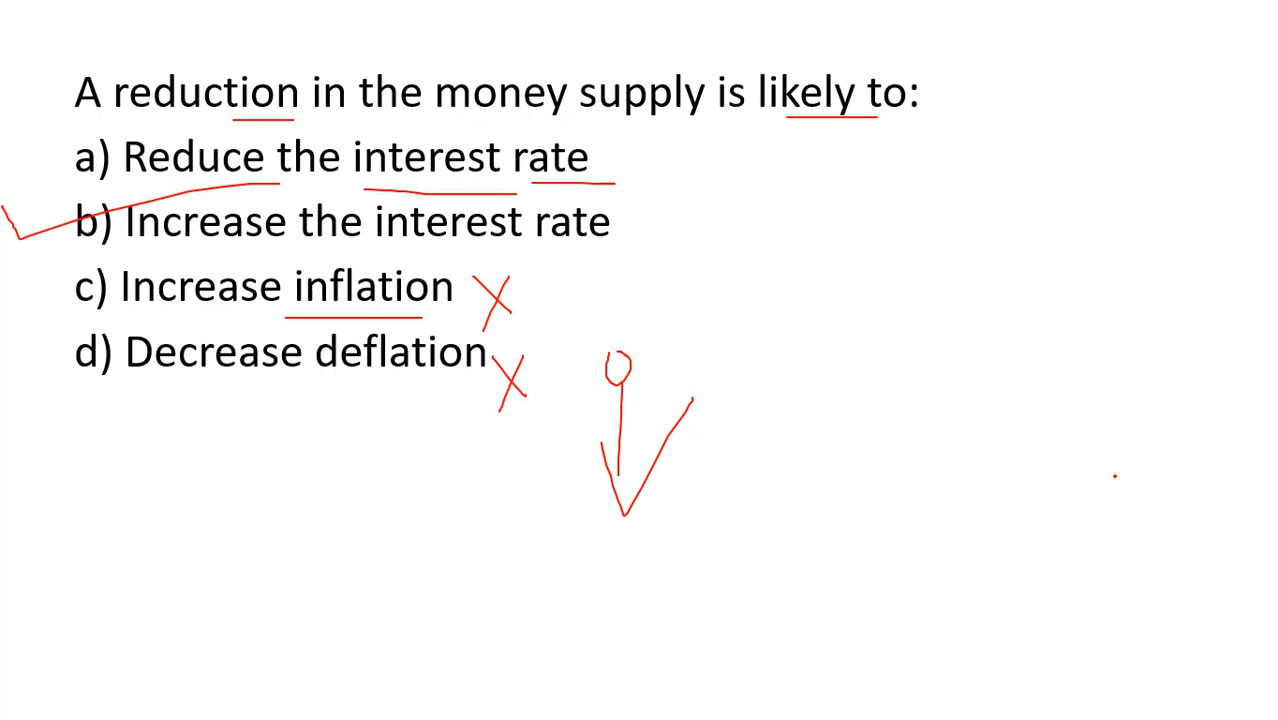 A reduction in the money supply is likely to:
a) Reduce the interest rate
b) Increase the interest rate
c) Increase inflation
d) Decrease deflation